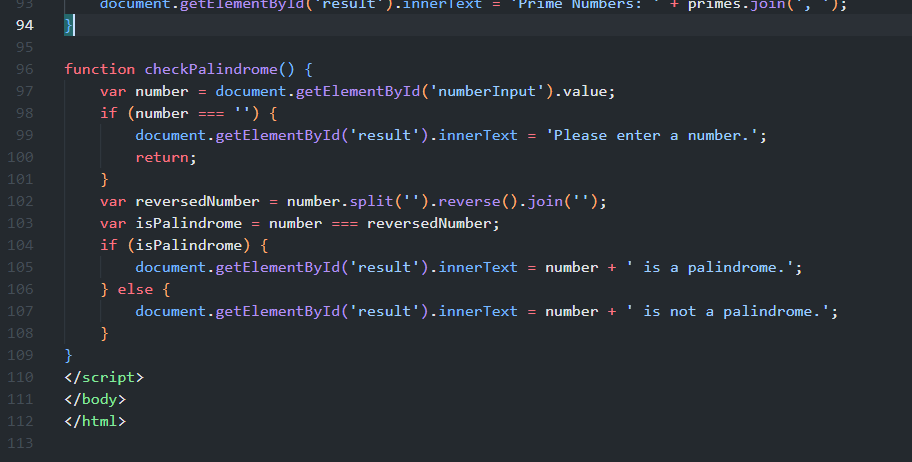 93 document.getElementById('result').innerText = 'Prime Numbers: ' + primes.join(', ');
94 }
95
96 function checkPalindrome() {
97 var number = document.getElementById('numberInput').value;
98 if (number === '') {
99 document.getElementById('result').innerText = 'Please enter a number.';
100 return;
101 }
102 var reversedNumber = number.split('').reverse().join('');
103 var isPalindrome = number === reversedNumber;
104 if (isPalindrome) {
105 document.getElementById('result').innerText = number + ' is a palindrome.';
106 } else {
107 document.getElementById('result').innerText = number + ' is not a palindrome.';
108 }
109 }
110 </script>
111 </body>
112 </html>
113